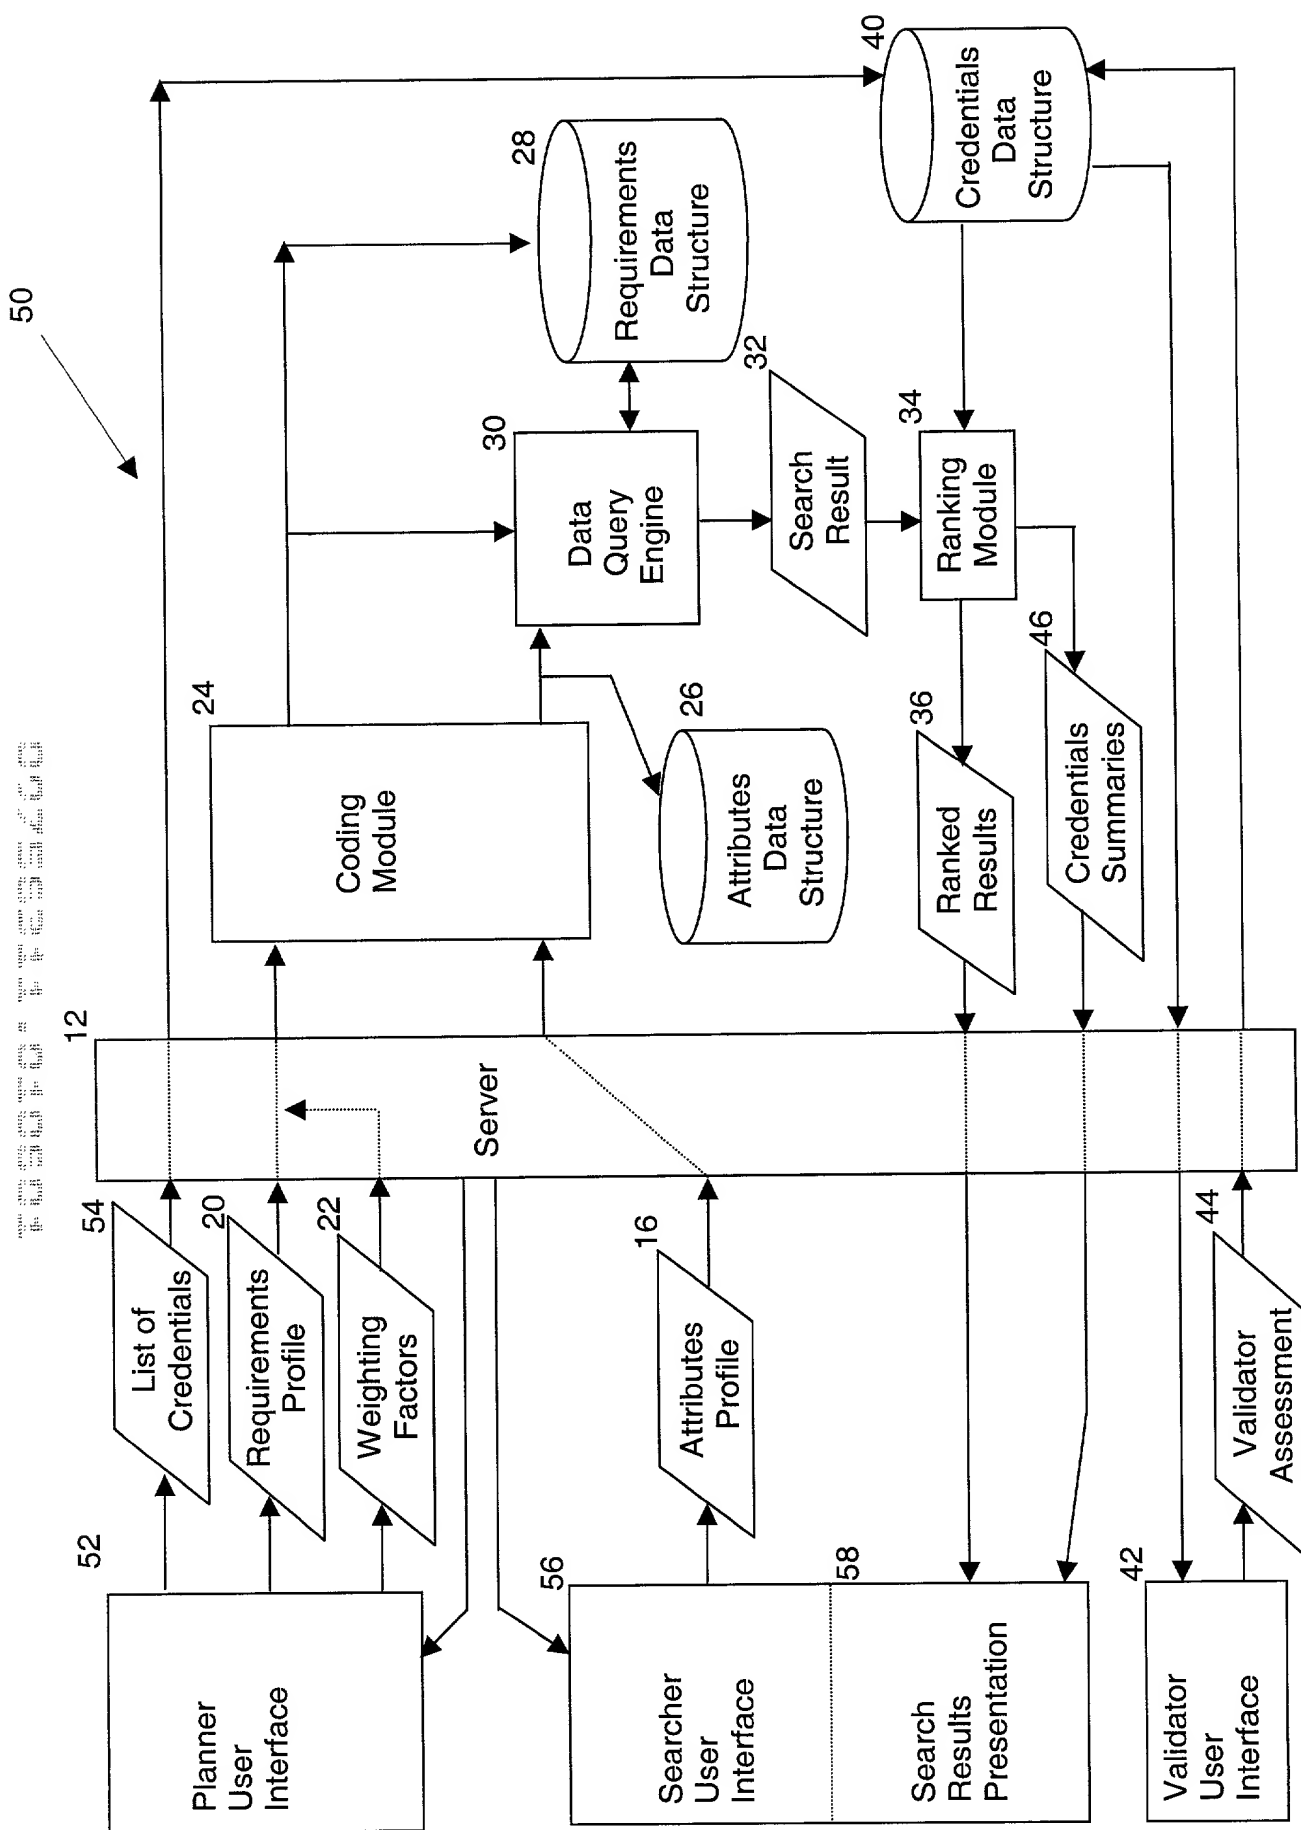 50
12
52
Planner
User
Interface
54
List of
Credentials
20
Requirements
Profile
22
Weighting
Factors
Server
24
Coding
Module
28
Requirements
Data
Structure
30
Data
Query
Engine
26
Attributes
Data
Structure
32
Search
Result
34
Ranking
Module
40
Credentials
Data
Structure
36
Ranked
Results
46
Credentials
Summaries
56
Searcher
User
Interface
16
Attributes
Profile
58
Search
Results
Presentation
42
Validator
User
Interface
44
Validator
Assessment